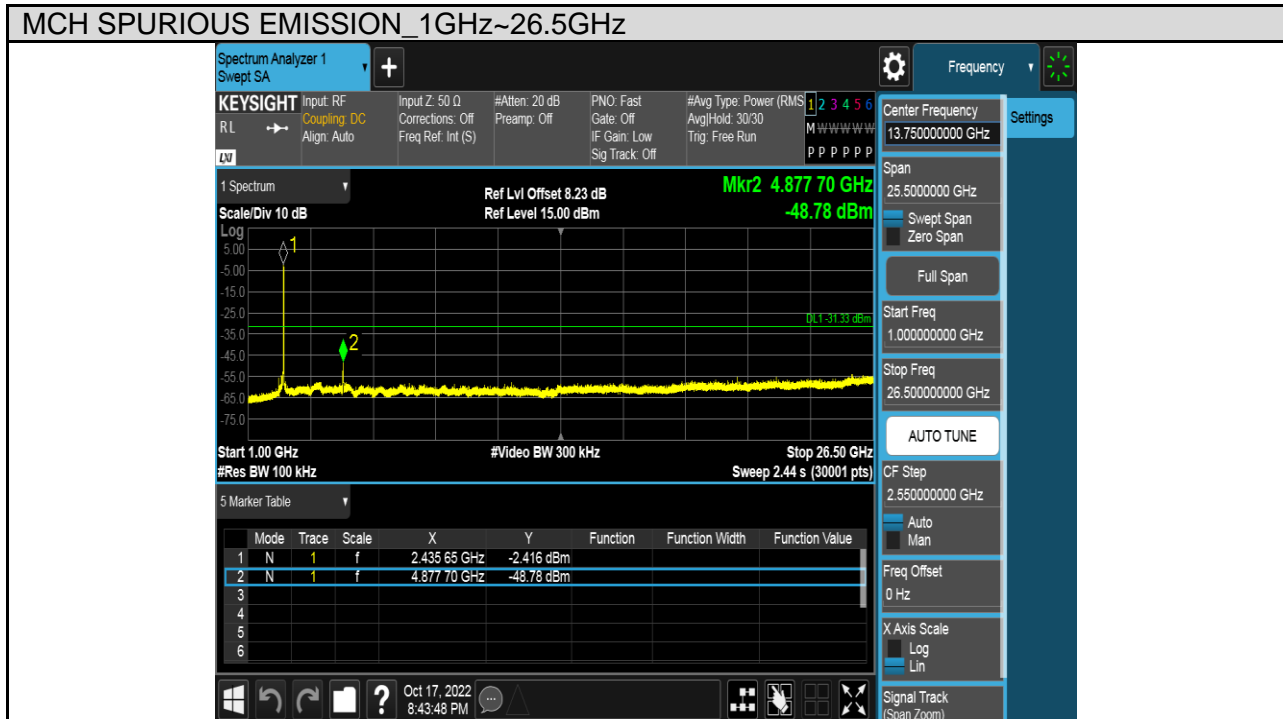 MCH SPURIOUS EMISSION_1GHz~26.5GHz
Spectrum Analyzer 1
Swept SA
+
Frequency
KEYSIGHT
RL
LXI
Input: RF
Coupling: DC
Align: Auto
Input Z: 50 Ω
Corrections: Off
Freq Ref: Int (S)
#Atten: 20 dB
Preamp: Off
PNO: Fast
Gate: Off
IF Gain: Low
Sig Track: Off
#Avg Type: Power (RMS
Avg|Hold: 30/30
Trig: Free Run
1 2 3 4 5 6
M W W W W W
P P P P P P
1 Spectrum
Scale/Div 10 dB
Ref Lvl Offset 8.23 dB
Ref Level 15.00 dBm
Mkr2 4.877 70 GHz
-48.78 dBm
Log
5.00
-5.00
-15.0
-25.0
-35.0
-45.0
-55.0
-65.0
-75.0
1
2
DL1 -31.33 dBm
Start 1.00 GHz
#Res BW 100 kHz
#Video BW 300 kHz
Stop 26.50 GHz
Sweep 2.44 s (30001 pts)
5 Marker Table
Mode Trace Scale X Y Function Function Width Function Value
1 N 1 f 2.435 65 GHz -2.416 dBm
2 N 1 f 4.877 70 GHz -48.78 dBm
3
4
5
6
?
Oct 17, 2022
8:43:48 PM
Center Frequency
13.750000000 GHz
Span
25.5000000 GHz
Swept Span
Zero Span
Full Span
Start Freq
1.000000000 GHz
Stop Freq
26.500000000 GHz
AUTO TUNE
CF Step
2.550000000 GHz
Auto
Man
Freq Offset
0 Hz
X Axis Scale
Log
Lin
Signal Track
(Span Zoom)
Settings